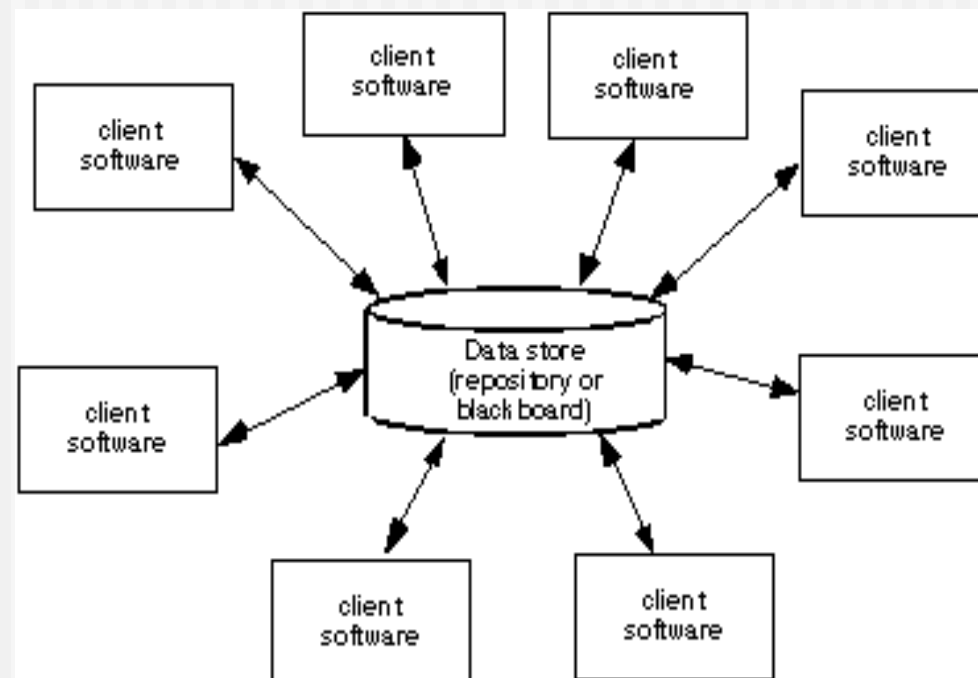 client
software
client
software
client
software
client
software
Data store
(repository or
blackboard)
client
software
client
software
client
software
client
software